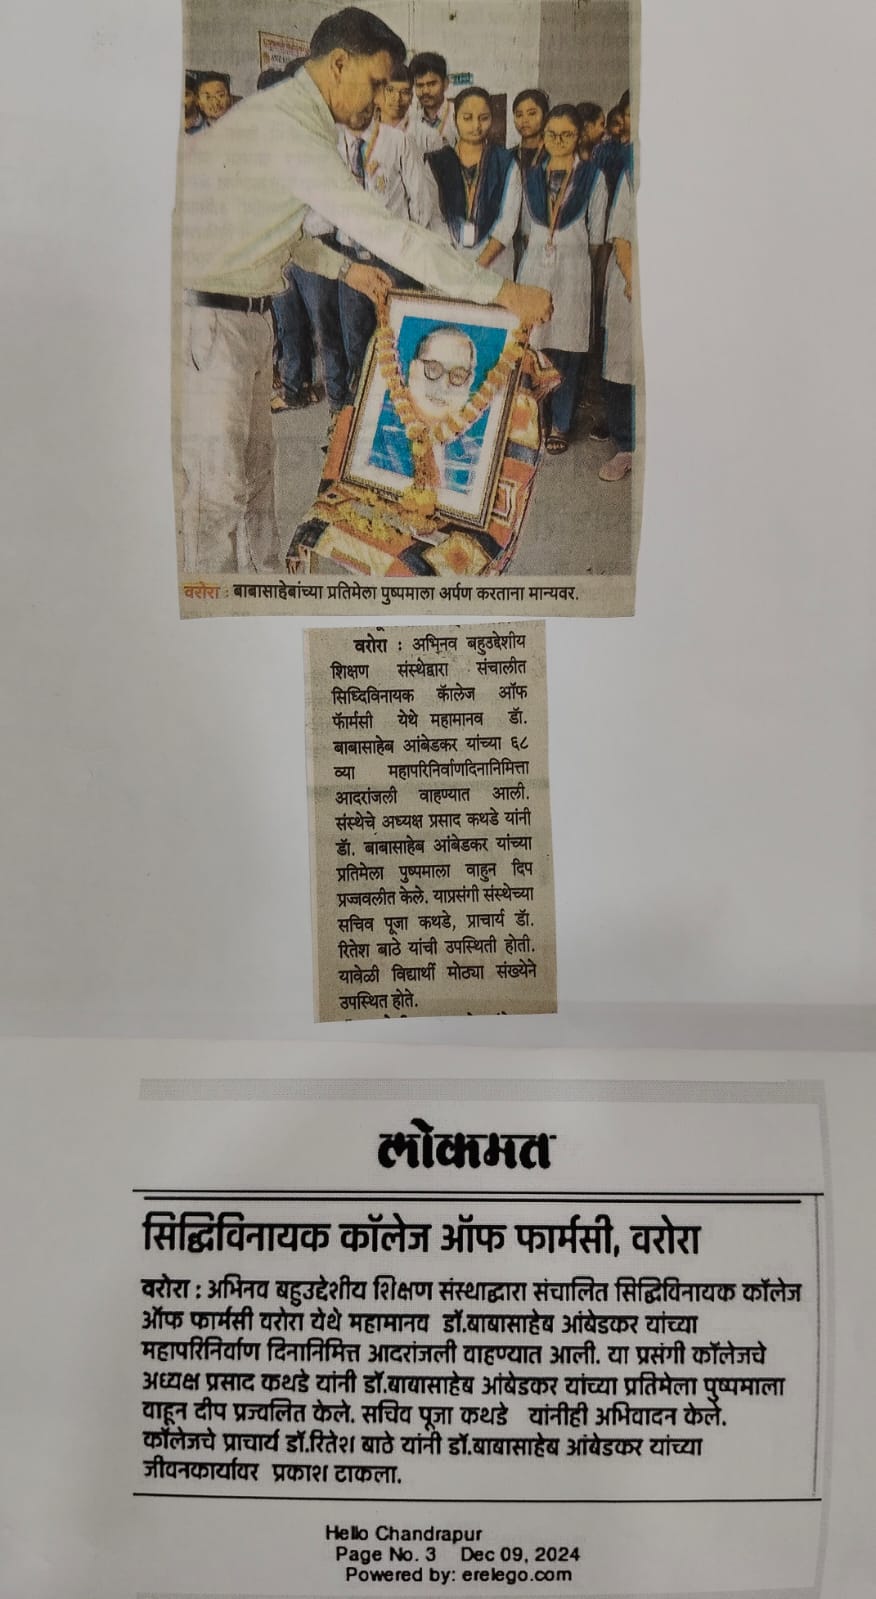 वरोरा : बाबासाहेबांच्या प्रतिमेला पुष्पमाला अर्पण करताना मान्यवर.
वरोरा : अभिनव बहुउद्देशीय
शिक्षण संस्थेद्वारा संचालीत
सिध्दिविनायक कॅालेज ऑफ
फॅार्मसी येथे महामानव डॅा.
बाबासाहेब आंबेडकर यांच्या ६८
व्या महापरिनिर्वाणदिनानिमित्ता
आदरांजली वाहण्यात आली.
संस्थेचे अध्यक्ष प्रसाद कथडे यांनी
डॅा. बाबासाहेब आंबेडकर यांच्या
प्रतिमेला पुष्पमाला वाहुन दिप
प्रज्जवलीत केले. याप्रसंगी संस्थेच्या
सचिव पूजा कथडे, प्राचार्य डॅा.
रितेश बाठे यांची उपस्थिती होती.
यावेळी विद्यार्थी मोठ्या संख्येने
उपस्थित होते.
लोकमत
सिद्धिविनायक कॉलेज ऑफ फार्मसी, वरोरा
वरोरा : अभिनव बहुउद्देशीय शिक्षण संस्थाद्वारा संचालित सिद्धिविनायक कॉलेज
ऑफ फार्मसी वरोरा येथे महामानव डॉ.बाबासाहेब आंबेडकर यांच्या
महापरिनिर्वाण दिनानिमित्त आदरांजली वाहण्यात आली. या प्रसंगी कॉलेजचे
अध्यक्ष प्रसाद कथडे यांनी डॉ.बाबासाहेब आंबेडकर यांच्या प्रतिमेला पुष्पमाला
वाहून दीप प्रज्वलित केले. सचिव पूजा कथडे यांनीही अभिवादन केले.
कॉलेजचे प्राचार्य डॉ.रितेश बाठे यांनी डॉ.बाबासाहेब आंबेडकर यांच्या
जीवनकार्यावर प्रकाश टाकला.
Hello Chandrapur
Page No. 3 Dec 09, 2024
Powered by: erelego.com